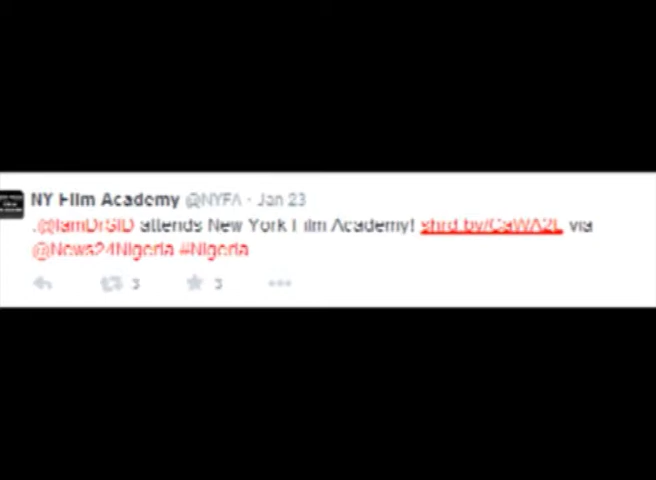 NY Film Academy @NYFA · Jan 23
.@IamDrSID attends New York Film Academy! shrd.by/CaWA2L via
@News24Nigeria #Nigeria
3 3